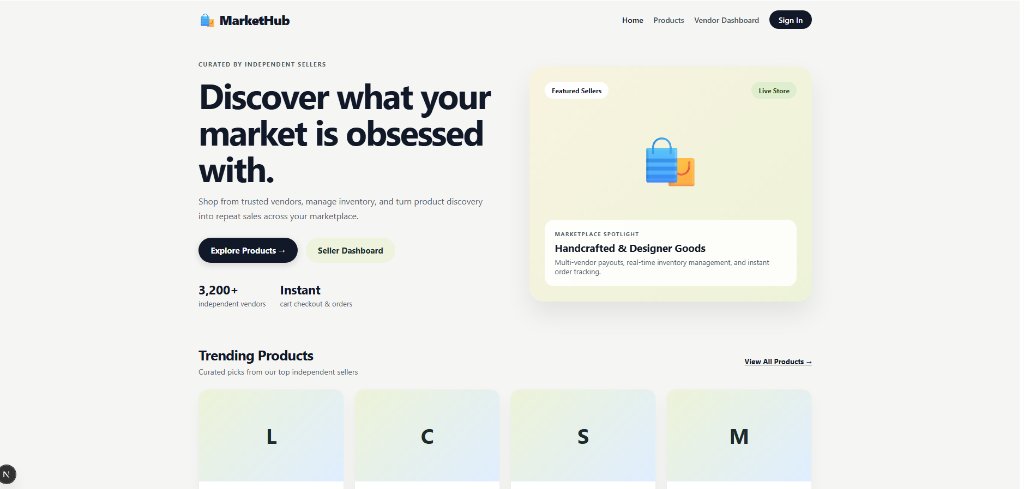 MarketHub
Home Products Vendor Dashboard Sign In
CURATED BY INDEPENDENT SELLERS
Discover what your
market is obsessed
with.
Shop from trusted vendors, manage inventory, and turn product discovery
into repeat sales across your marketplace.
Explore Products →
Seller Dashboard
3,200+
independent vendors
Instant
cart checkout & orders
Featured Sellers
Live Store
MARKETPLACE SPOTLIGHT
Handcrafted & Designer Goods
Multi-vendor payouts, real-time inventory management, and instant
order tracking.
Trending Products
Curated picks from our top independent sellers
View All Products →
L
C
S
M
N